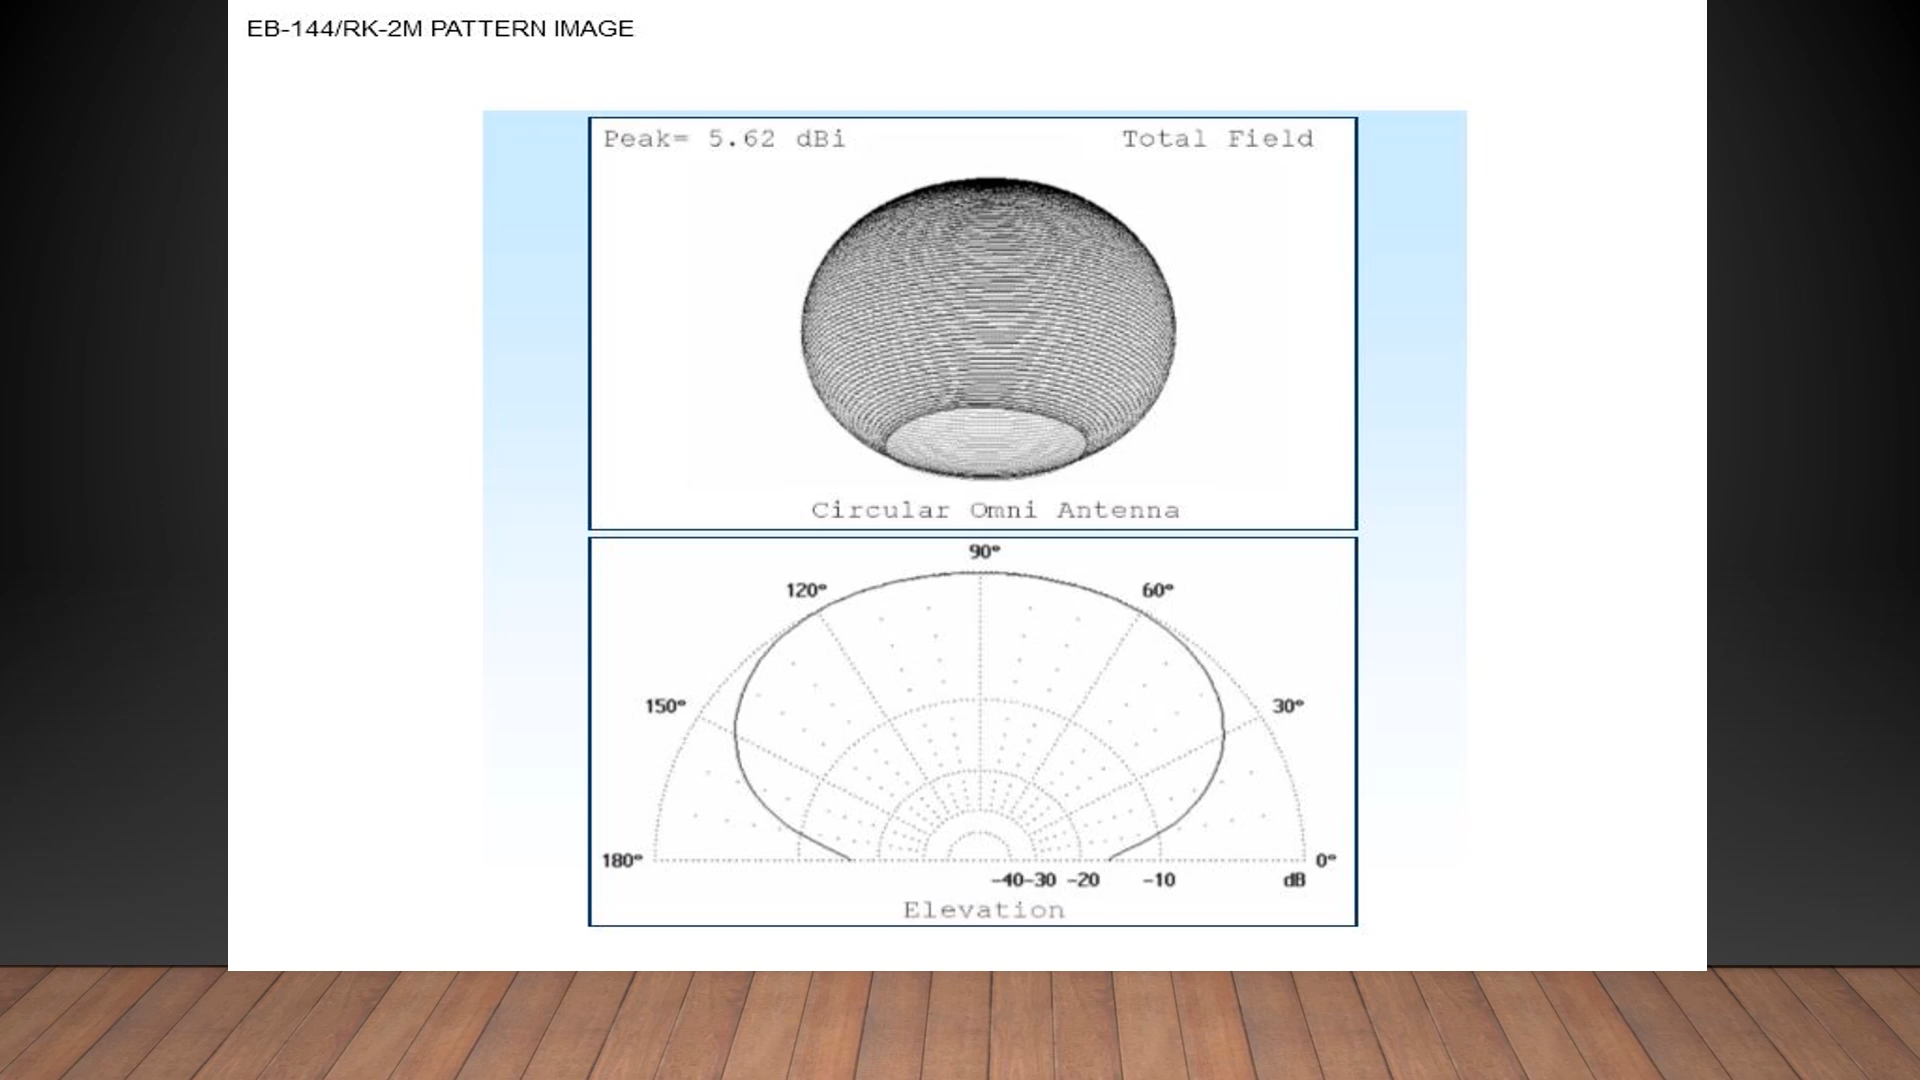 EB-144/RK-2M PATTERN IMAGE
Peak= 5.62 dBi Total Field
Circular Omni Antenna
90°
120° 60°
150° 30°
180° 0°
-40-30 -20 -10 dB
Elevation